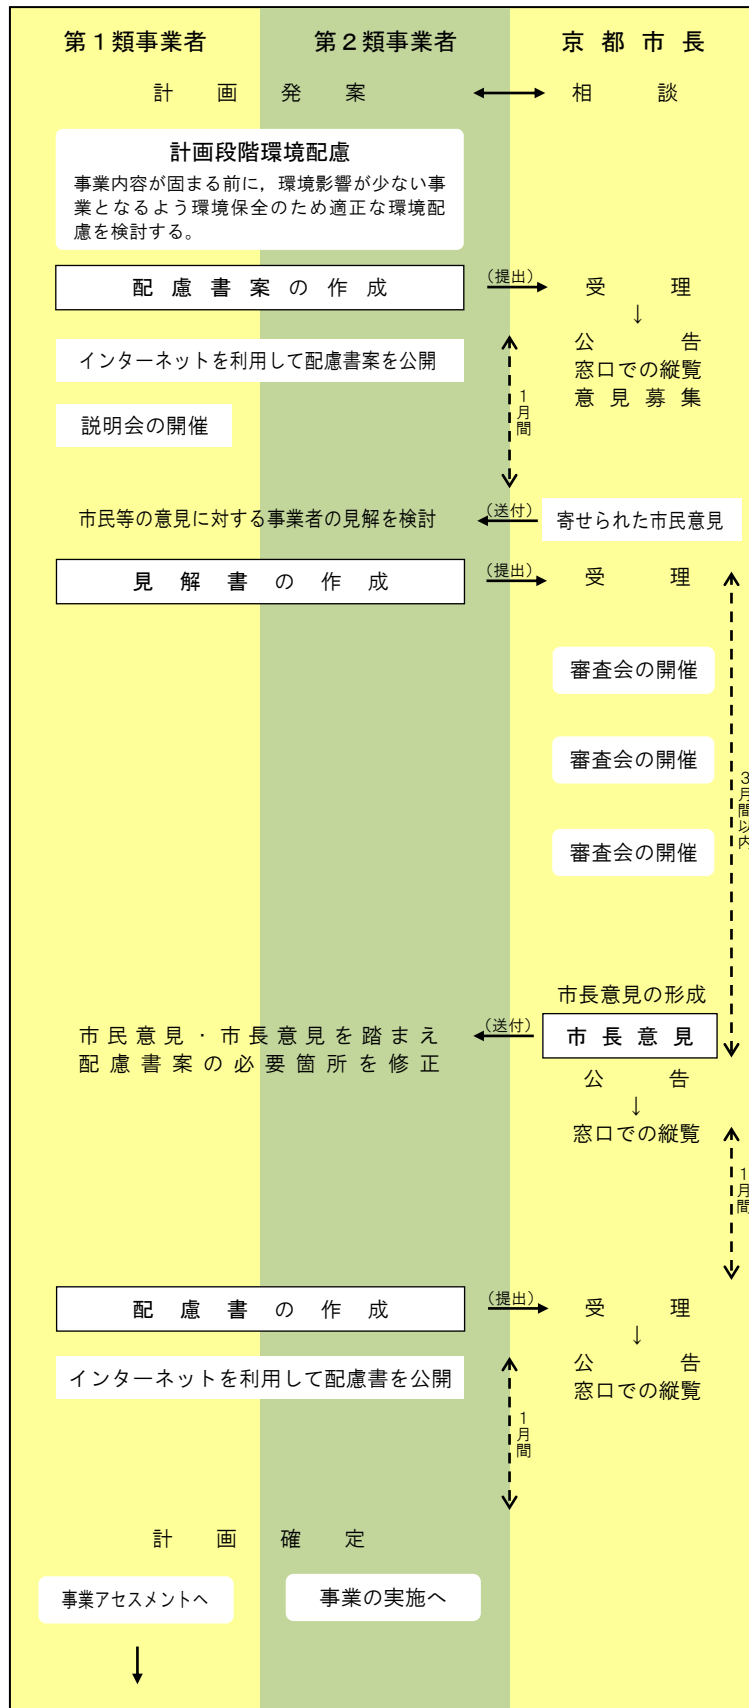 第１類事業者 第２類事業者 京都市長
計画発案 相談
計画段階環境配慮
事業内容が固まる前に，環境影響が少ない事
業となるよう環境保全のため適正な環境配
慮を検討する。
配慮書案の作成 （提出） 受理
↓
インターネットを利用して配慮書案を公開 公告
窓口での縦覧
意見募集
１月間
説明会の開催
市民等の意見に対する事業者の見解を検討 （送付） 寄せられた市民意見
見解書の作成 （提出） 受理
審査会の開催
審査会の開催
３月間以内
審査会の開催
市長意見の形成
市民意見・市長意見を踏まえ （送付） 市長意見
配慮書案の必要箇所を修正
公告
↓
窓口での縦覧
１月間
配慮書の作成 （提出） 受理
↓
インターネットを利用して配慮書を公開 公告
窓口での縦覧
１月間
計画確定
事業アセスメントへ 事業の実施へ